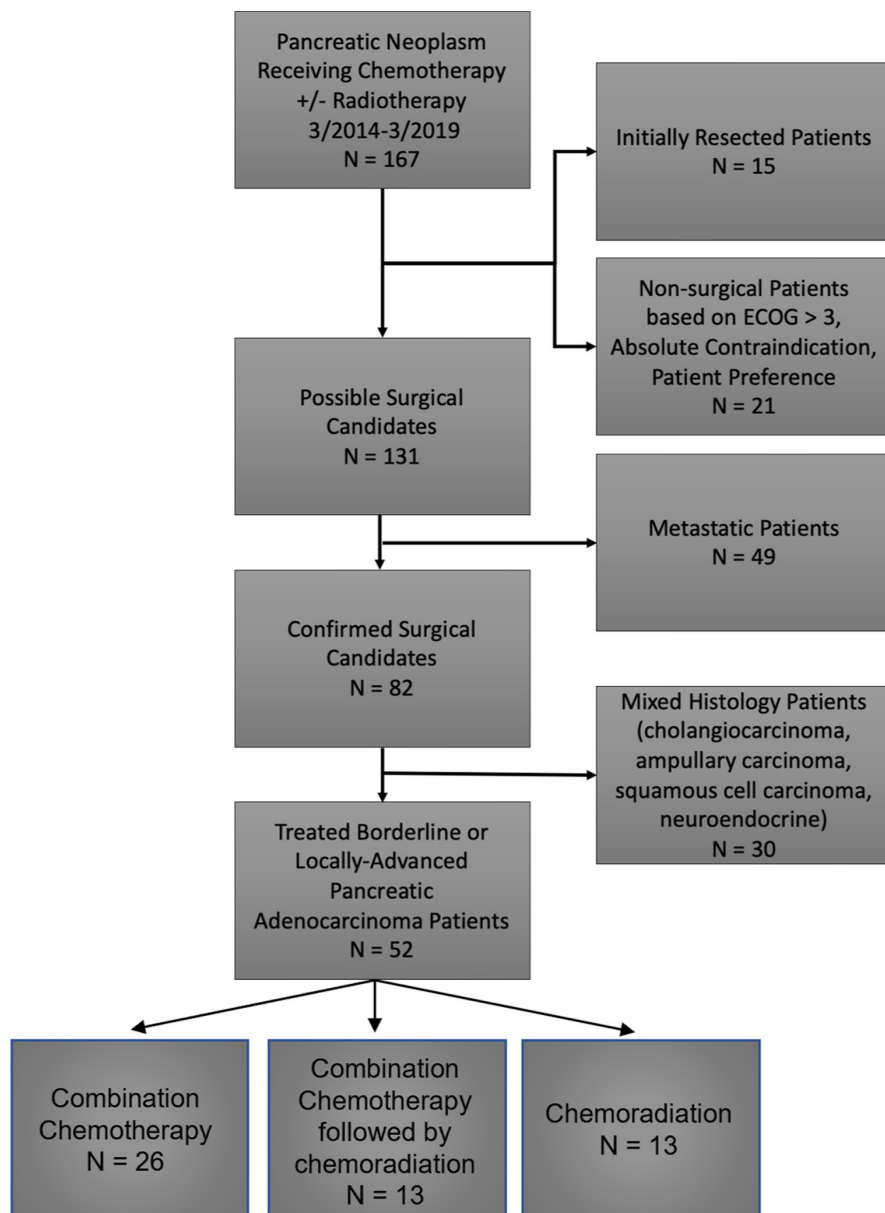 Pancreatic Neoplasm
Receiving Chemotherapy
+/- Radiotherapy
3/2014-3/2019
N = 167
Initially Resected Patients
N = 15
Non-surgical Patients
based on ECOG > 3,
Absolute Contraindication,
Patient Preference
N = 21
Possible Surgical
Candidates
N = 131
Metastatic Patients
N = 49
Confirmed Surgical
Candidates
N = 82
Mixed Histology Patients
(cholangiocarcinoma,
ampullary carcinoma,
squamous cell carcinoma,
neuroendocrine)
N = 30
Treated Borderline or
Locally-Advanced
Pancreatic
Adenocarcinoma Patients
N = 52
Combination
Chemotherapy
N = 26
Combination
Chemotherapy
followed by
chemoradiation
N = 13
Chemoradiation
N = 13